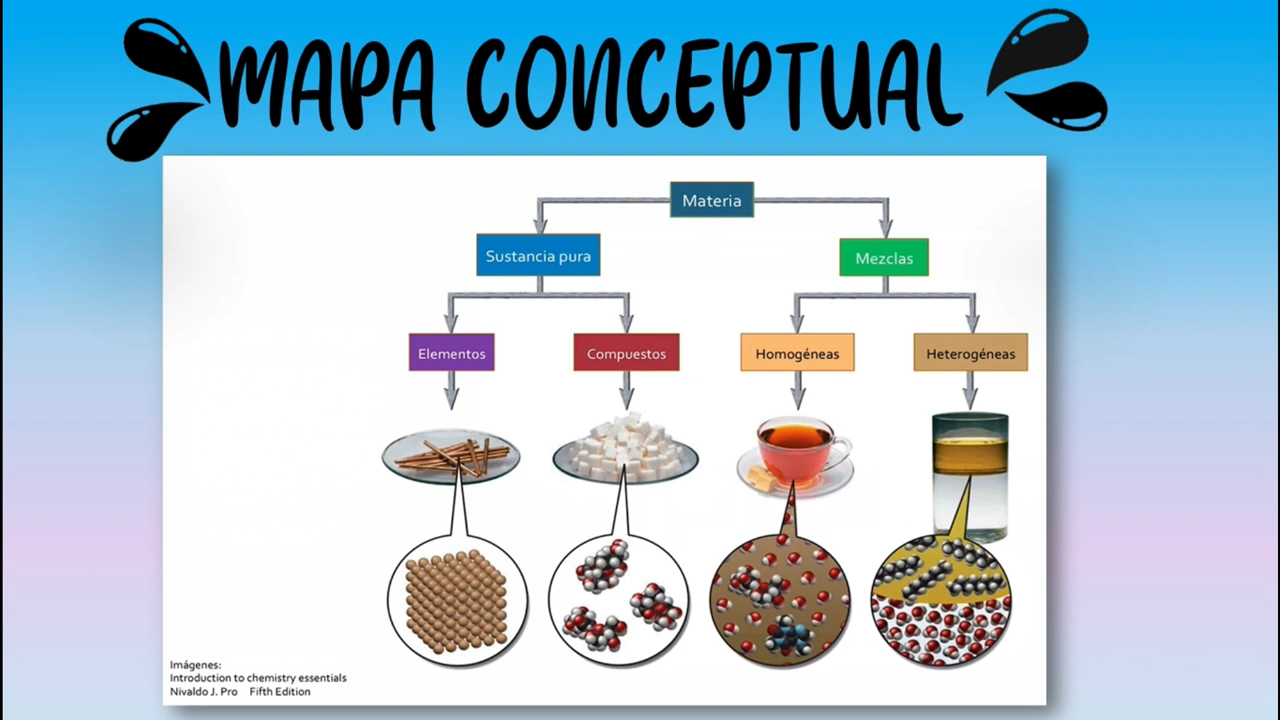 MAPA CONCEPTUAL
Materia
Sustancia pura
Mezclas
Elementos
Compuestos
Homogéneas
Heterogéneas
Imágenes:
Introduction to chemistry essentials
Nivaldo J. Pro Fifth Edition